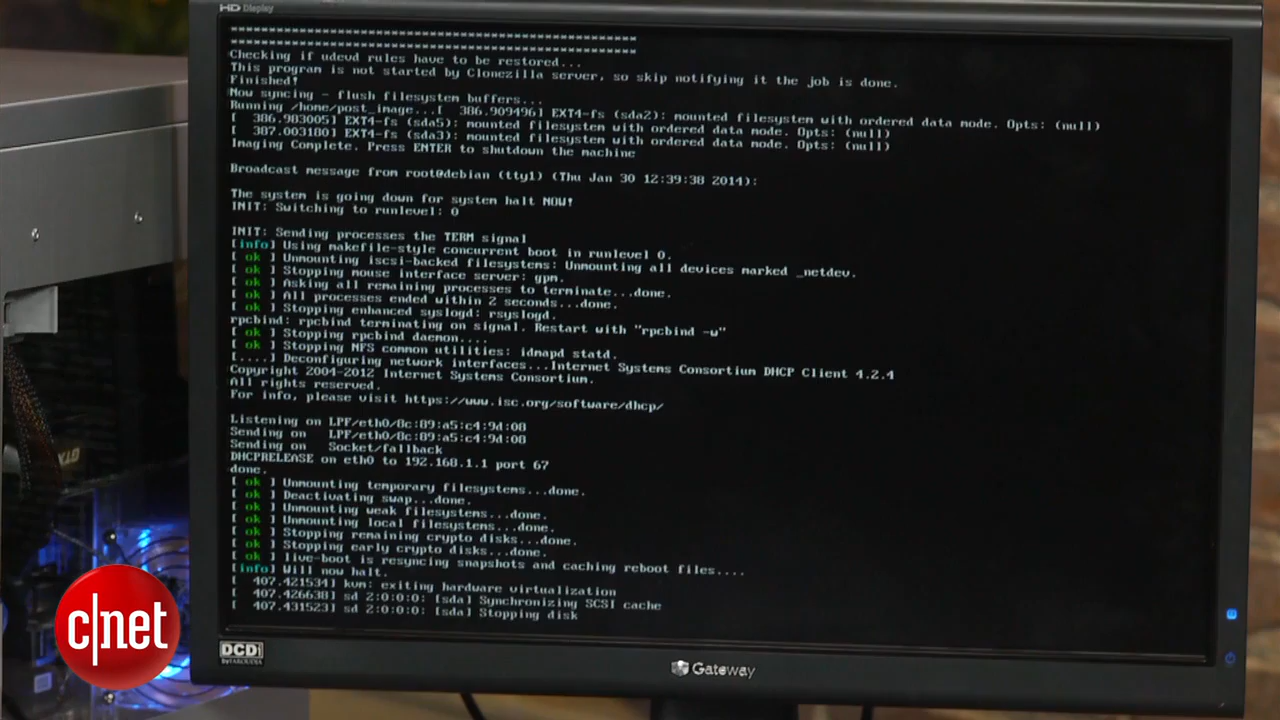 HD Display
******************************************************
******************************************************
Checking if udevd rules have to be restored...
This program is not started by Clonezilla server, so skip notifying it the job is done.
Finished!
Now syncing - flush filesystem buffers...
Running /home/post_image...[  386.909496] EXT4-fs (sda2): mounted filesystem with ordered data mode. Opts: (null)
[  386.983005] EXT4-fs (sda5): mounted filesystem with ordered data mode. Opts: (null)
[  387.003180] EXT4-fs (sda3): mounted filesystem with ordered data mode. Opts: (null)
Imaging Complete. Press ENTER to shutdown the machine
Broadcast message from root@debian (tty1) (Thu Jan 30 12:39:38 2014):
The system is going down for system halt NOW!
INIT: Switching to runlevel: 0
INIT: Sending processes the TERM signal
[info] Using makefile-style concurrent boot in runlevel 0.
[ ok ] Unmounting iscsi-backed filesystems: Unmounting all devices marked _netdev.
[ ok ] Stopping mouse interface server: gpm.
[ ok ] Asking all remaining processes to terminate...done.
[ ok ] All processes ended within 2 seconds...done.
[ ok ] Stopping enhanced syslogd: rsyslogd.
rpcbind: rpcbind terminating on signal. Restart with "rpcbind -w"
[ ok ] Stopping rpcbind daemon....
[ ok ] Stopping NFS common utilities: idmapd statd.
[....] Deconfiguring network interfaces...Internet Systems Consortium DHCP Client 4.2.4
Copyright 2004-2012 Internet Systems Consortium.
All rights reserved.
For info, please visit https://www.isc.org/software/dhcp/
Listening on LPF/eth0/8c:89:a5:c4:9d:08
Sending on   LPF/eth0/8c:89:a5:c4:9d:08
Sending on   Socket/fallback
DHCPRELEASE on eth0 to 192.168.1.1 port 67
done.
[ ok ] Unmounting temporary filesystems...done.
[ ok ] Deactivating swap...done.
[ ok ] Unmounting weak filesystems...done.
[ ok ] Unmounting local filesystems...done.
[ ok ] Stopping remaining crypto disks...done.
[ ok ] Stopping early crypto disks...done.
[ ok ] live-boot is resyncing snapshots and caching reboot files....
[info] Will now halt.
[  407.421534] kvm: exiting hardware virtualization
[  407.426638] sd 2:0:0:0: [sda] Synchronizing SCSI cache
[  407.431523] sd 2:0:0:0: [sda] Stopping disk
c|net
DCDi
by FAROUDJA
Gateway